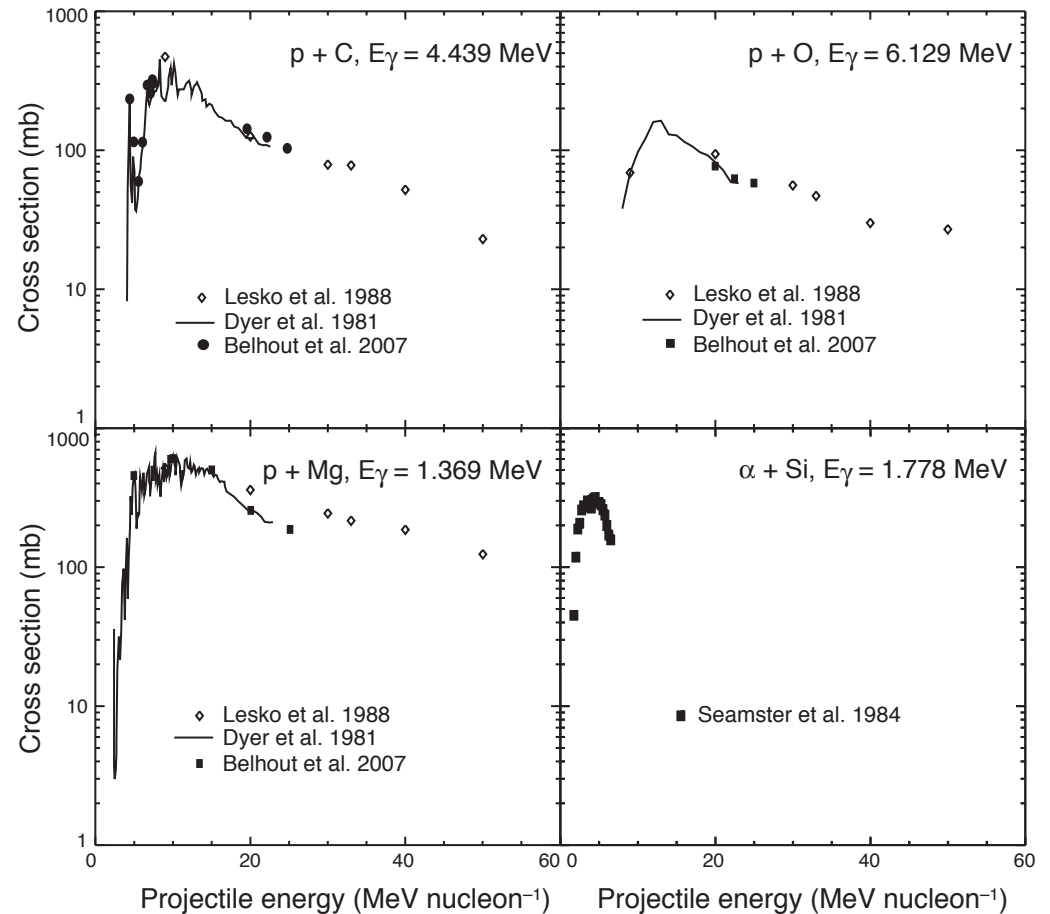 Cross section (mb)
1000
100
10
1
p + C, Eγ = 4.439 MeV
Lesko et al. 1988
Dyer et al. 1981
Belhout et al. 2007
p + O, Eγ = 6.129 MeV
Lesko et al. 1988
Dyer et al. 1981
Belhout et al. 2007
Cross section (mb)
1000
100
10
1
p + Mg, Eγ = 1.369 MeV
Lesko et al. 1988
Dyer et al. 1981
Belhout et al. 2007
α + Si, Eγ = 1.778 MeV
Seamster et al. 1984
0 20 40 60
0 20 40 60
Projectile energy (MeV nucleon⁻¹)
Projectile energy (MeV nucleon⁻¹)